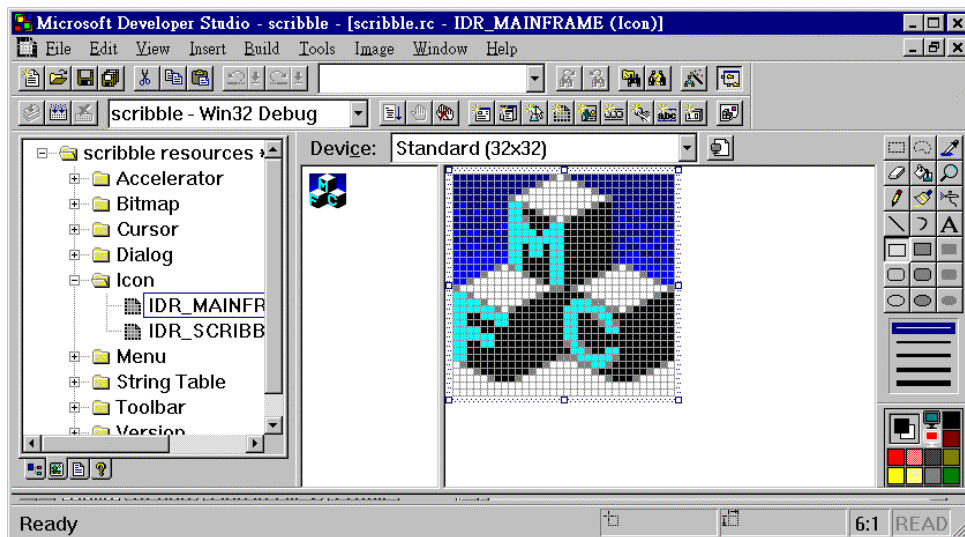 Microsoft Developer Studio - scribble - [scribble.rc - IDR_MAINFRAME (Icon)]
File Edit View Insert Build Tools Image Window Help
scribble - Win32 Debug
scribble resources
Device: Standard (32x32)
Accelerator
Bitmap
Cursor
Dialog
Icon
IDR_MAINFR
IDR_SCRIBB
Menu
String Table
Toolbar
Version
M
F C
M
F C
abc
A
Ready
6:1 READ